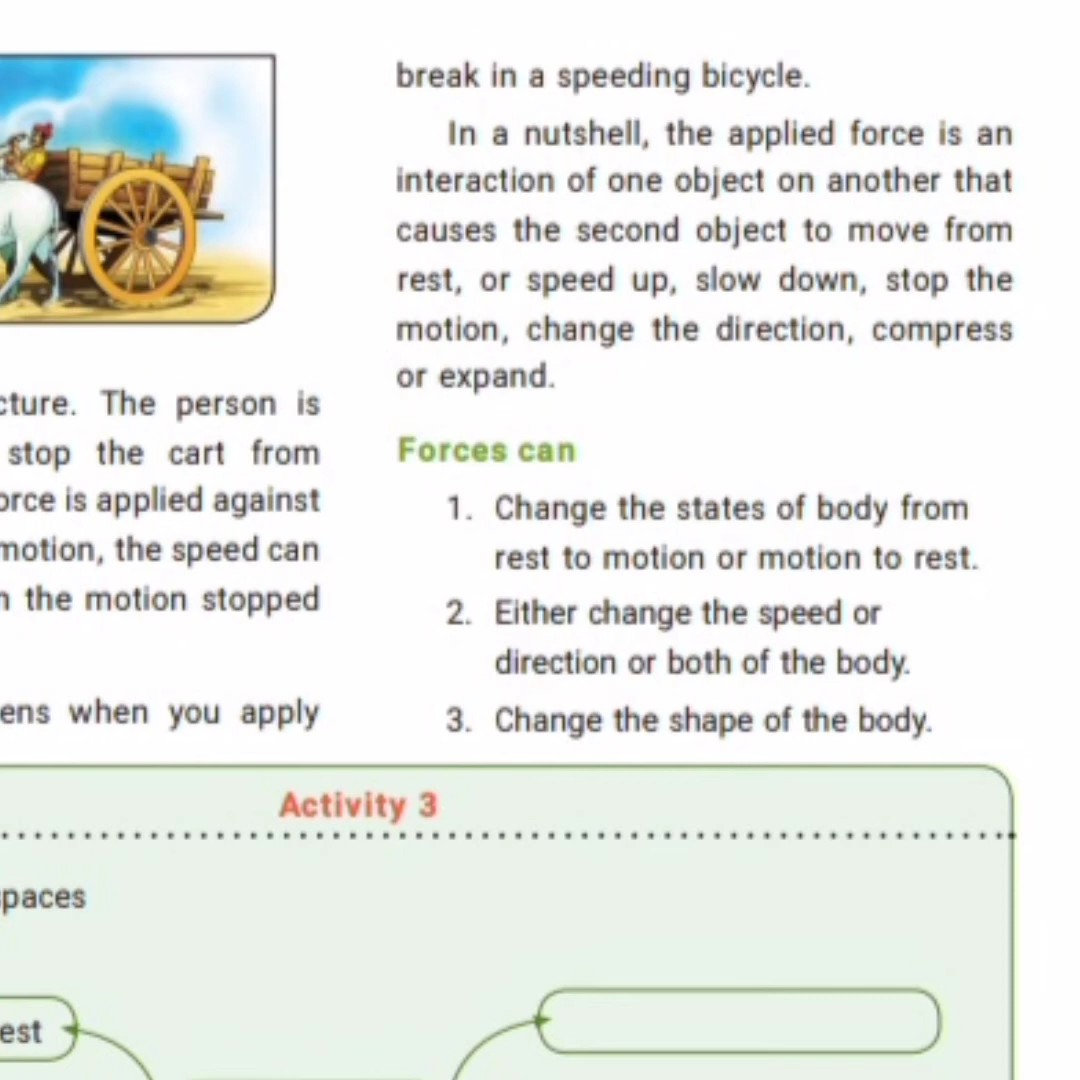 cture. The person is
stop the cart from
orce is applied against
motion, the speed can
n the motion stopped
ens when you apply
break in a speeding bicycle.
In a nutshell, the applied force is an
interaction of one object on another that
causes the second object to move from
rest, or speed up, slow down, stop the
motion, change the direction, compress
or expand.
Forces can
1. Change the states of body from
rest to motion or motion to rest.
2. Either change the speed or
direction or both of the body.
3. Change the shape of the body.
Activity 3
spaces
est